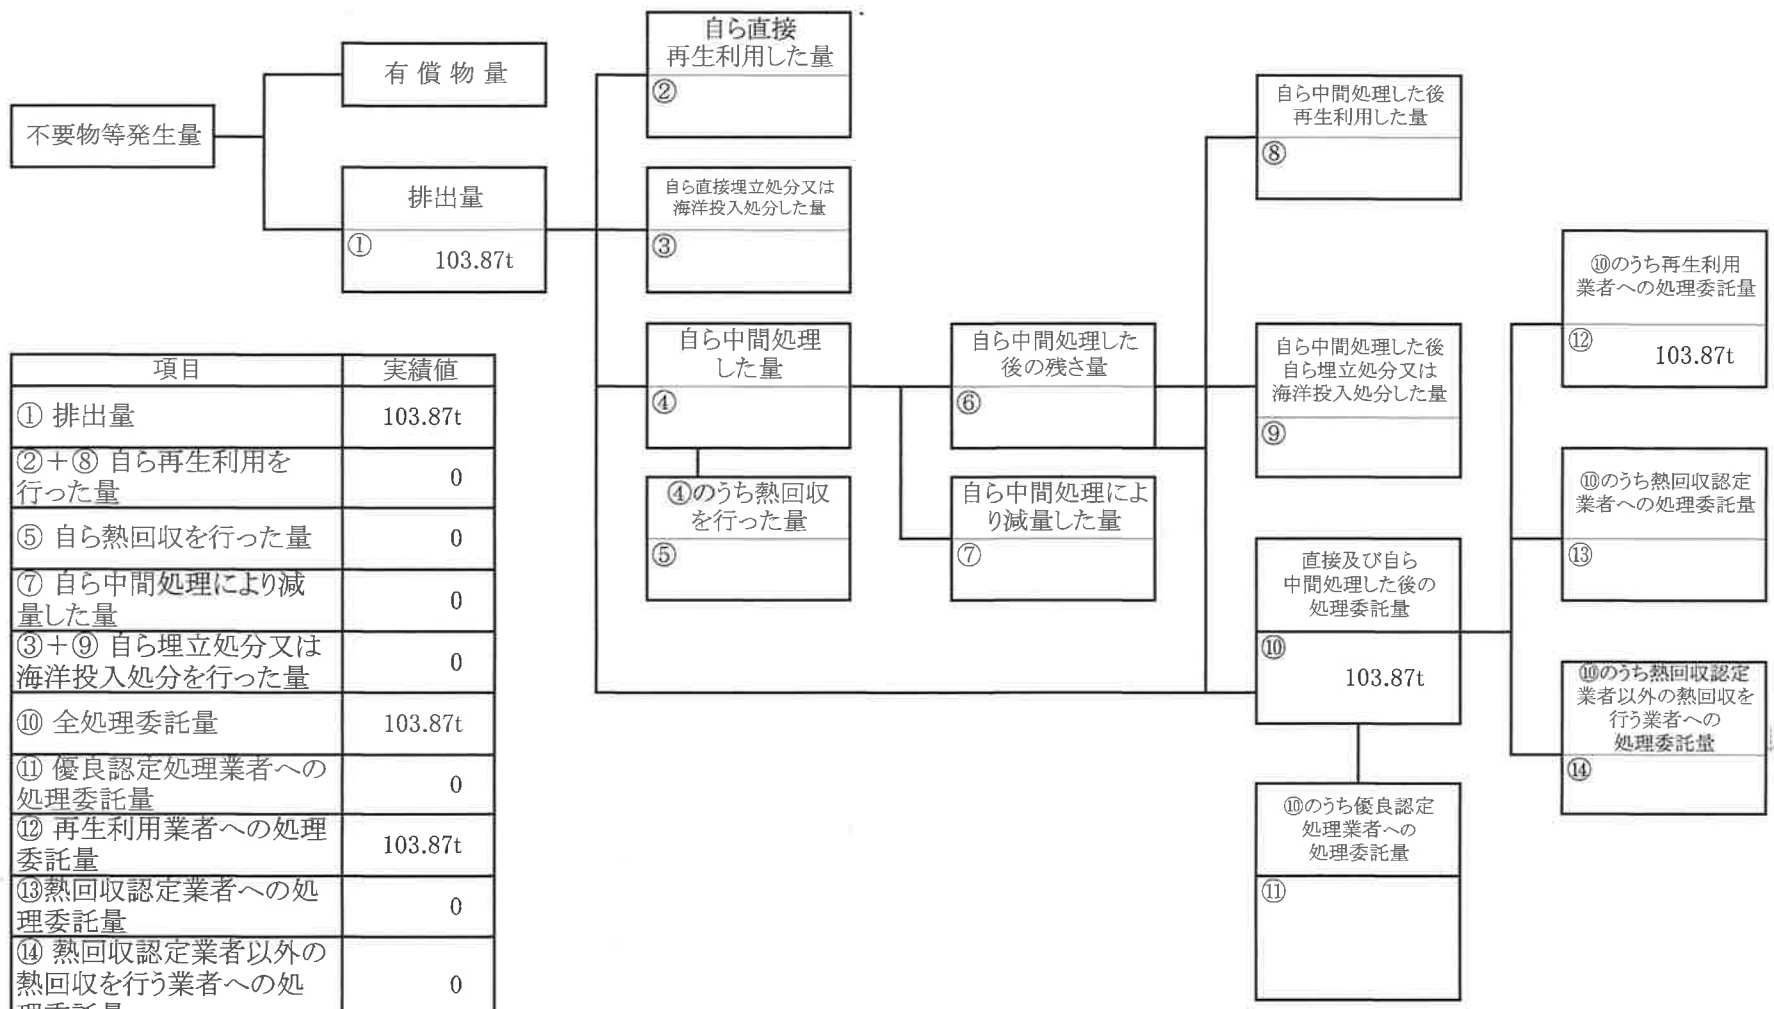 不要物等発生量
有償物量
排出量
①
103.87t
自ら直接
再生利用した量
②
自ら直接埋立処分又は
海洋投入処分した量
③
自ら中間処理
した量
④
④のうち熱回収
を行った量
⑤
自ら中間処理した
後の残さ量
⑥
自ら中間処理によ
り減量した量
⑦
自ら中間処理した後
再生利用した量
⑧
自ら中間処理した後
自ら埋立処分又は
海洋投入処分した量
⑨
直接及び自ら
中間処理した後の
処理委託量
⑩
103.87t
⑩のうち優良認定
処理業者への
処理委託量
⑪
⑩のうち再生利用
業者への処理委託量
⑫
103.87t
⑩のうち熱回収認定
業者への処理委託量
⑬
⑩のうち熱回収認定
業者以外の熱回収を
行う業者への
処理委託量
⑭
項目 実績値
① 排出量 103.87t
②+⑧ 自ら再生利用を
行った量 0
⑤ 自ら熱回収を行った量 0
⑦ 自ら中間処理により減
量した量 0
③+⑨ 自ら埋立処分又は
海洋投入処分を行った量 0
⑩ 全処理委託量 103.87t
⑪ 優良認定処理業者への
処理委託量 0
⑫ 再生利用業者への処理
委託量 103.87t
⑬熱回収認定業者への処
理委託量 0
⑭ 熱回収認定業者以外の
熱回収を行う業者への処 0